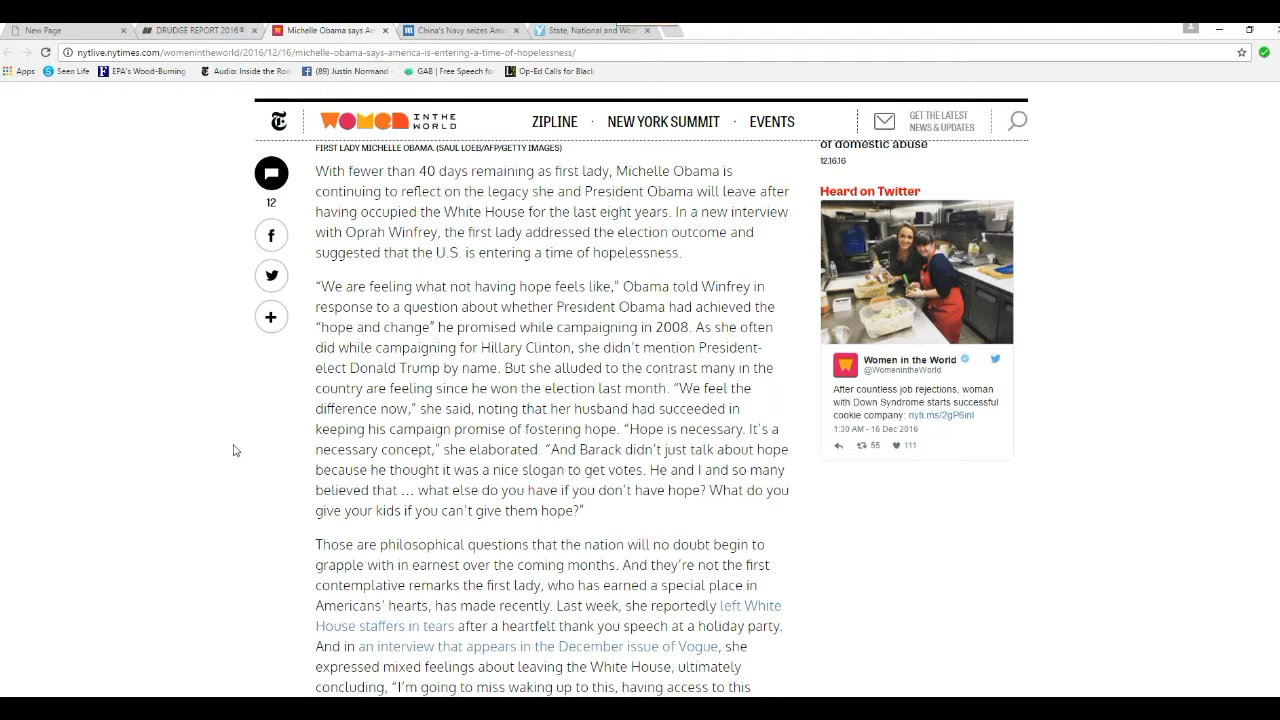 New Page
DRUDGE REPORT 2016®
Michelle Obama says Am
China's Navy seizes Ame
State, National and Wor
nytlive.nytimes.com/womenintheworld/2016/12/16/michelle-obama-says-america-is-entering-a-time-of-hopelessness/
Apps
Seen Life
EPA's Wood-Burning
Audio: Inside the Roo
(89) Justin Normand -
GAB | Free Speech fo
Op-Ed Calls for Black
WOMEN IN THE WORLD
ZIPLINE · NEW YORK SUMMIT · EVENTS
GET THE LATEST
NEWS & UPDATES
FIRST LADY MICHELLE OBAMA. (SAUL LOEB/AFP/GETTY IMAGES)
12
With fewer than 40 days remaining as first lady, Michelle Obama is
continuing to reflect on the legacy she and President Obama will leave after
having occupied the White House for the last eight years. In a new interview
with Oprah Winfrey, the first lady addressed the election outcome and
suggested that the U.S. is entering a time of hopelessness.
“We are feeling what not having hope feels like,” Obama told Winfrey in
response to a question about whether President Obama had achieved the
“hope and change” he promised while campaigning in 2008. As she often
did while campaigning for Hillary Clinton, she didn’t mention President-
elect Donald Trump by name. But she alluded to the contrast many in the
country are feeling since he won the election last month. “We feel the
difference now,” she said, noting that her husband had succeeded in
keeping his campaign promise of fostering hope. “Hope is necessary. It’s a
necessary concept,” she elaborated. “And Barack didn’t just talk about hope
because he thought it was a nice slogan to get votes. He and I and so many
believed that … what else do you have if you don’t have hope? What do you
give your kids if you can’t give them hope?”
Those are philosophical questions that the nation will no doubt begin to
grapple with in earnest over the coming months. And they’re not the first
contemplative remarks the first lady, who has earned a special place in
Americans’ hearts, has made recently. Last week, she reportedly left White
House staffers in tears after a heartfelt thank you speech at a holiday party.
And in an interview that appears in the December issue of Vogue, she
expressed mixed feelings about leaving the White House, ultimately
concluding, “I’m going to miss waking up to this, having access to this
of domestic abuse
12.16.16
Heard on Twitter
Women in the World
@WomenintheWorld
After countless job rejections, woman
with Down Syndrome starts successful
cookie company: nyti.ms/2gP6inI
1:30 AM - 16 Dec 2016
55 111